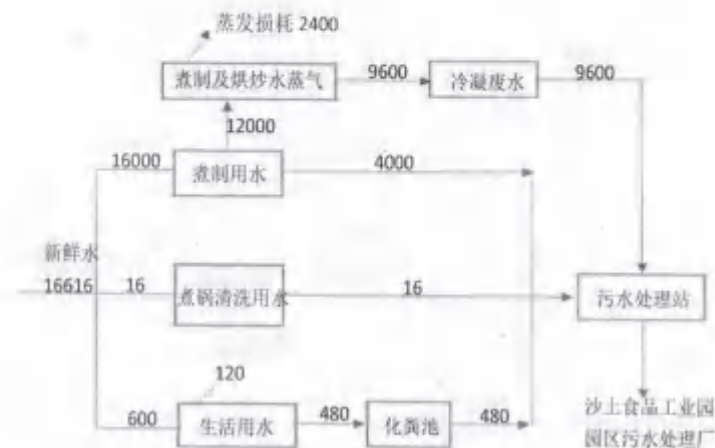 蒸发损耗 2400
煮制及烘炒水蒸气
9600
冷凝废水
9600
12000
16000
煮制用水
4000
新鲜水
16616
16
煮锅清洗用水
16
污水处理站
120
600
生活用水
480
化粪池
480
沙上食品工业园
园区污水处理厂